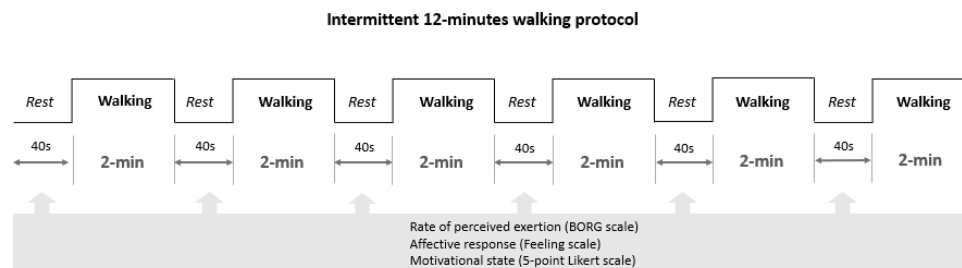 Intermittent 12-minutes walking protocol
Rest Walking Rest Walking Rest Walking Rest Walking Rest Walking Rest Walking
40s 40s 40s 40s 40s 40s
2-min 2-min 2-min 2-min 2-min 2-min
Rate of perceived exertion (BORG scale)
Affective response (Feeling scale)
Motivational state (5-point Likert scale)